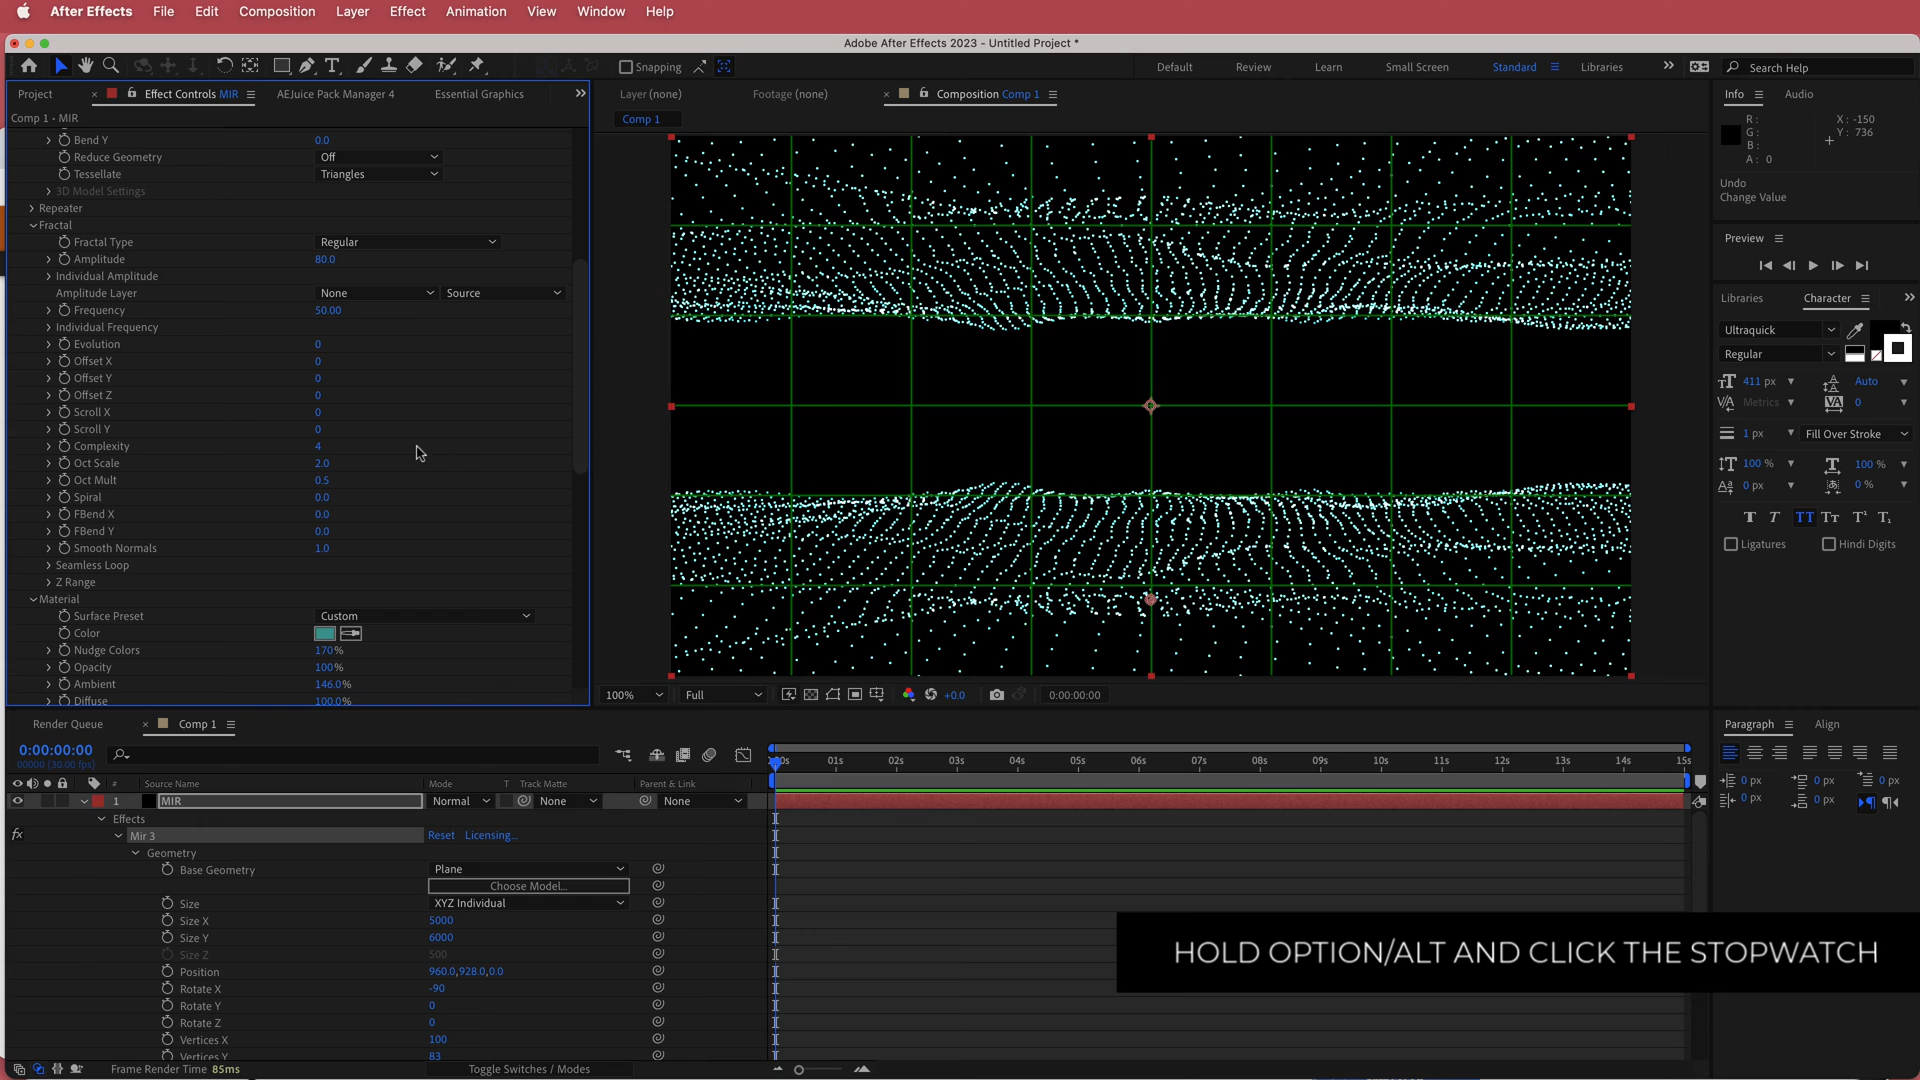 After Effects File Edit Composition Layer Effect Animation View Window Help
Adobe After Effects 2023 - Untitled Project *
Snapping Default Review Learn Small Screen Standard Libraries Search Help
Project Effect Controls MIR AEJuice Pack Manager 4 Essential Graphics
Layer (none) Footage (none) Composition Comp 1
Info Audio
Comp 1 • MIR
Comp 1
R: X: -150
G: Y: 736
B:
A: 0
Undo
Change Value
Bend Y 0.0
Reduce Geometry Off
Tessellate Triangles
3D Model Settings
Repeater
Fractal
Fractal Type Regular
Amplitude 80.0
Individual Amplitude
Amplitude Layer None Source
Frequency 50.00
Individual Frequency
Evolution 0
Offset X 0
Offset Y 0
Offset Z 0
Scroll X 0
Scroll Y 0
Complexity 4
Oct Scale 2.0
Oct Mult 0.5
Spiral 0.0
FBend X 0.0
FBend Y 0.0
Smooth Normals 1.0
Seamless Loop
Z Range
Material
Surface Preset Custom
Color
Nudge Colors 170%
Opacity 100%
Ambient 146.0%
Diffuse 100.0%
100% Full +0.0 0:00:00:00
Preview
Libraries Character
Ultraquick
Regular
411 px Auto
Metrics 0
1 px Fill Over Stroke
100 % 100 %
0 px 0 %
T T TT Tt T¹ T₁
Ligatures Hindi Digits
Render Queue Comp 1
0:00:00:00
00000 (30.00 fps)
# Source Name Mode T Track Matte Parent & Link
:00s 01s 02s 03s 04s 05s 06s 07s 08s 09s 10s 11s 12s 13s 14s 15s
1 MIR Normal None None
Effects
fx Mir 3 Reset Licensing...
Geometry
Base Geometry Plane
Choose Model...
Size XYZ Individual
Size X 5000
Size Y 6000
Size Z 500
Position 960.0,928.0,0.0
Rotate X -90
Rotate Y 0
Rotate Z 0
Vertices X 100
Vertices Y 83
Frame Render Time 85ms Toggle Switches / Modes
Paragraph Align
0 px 0 px 0 px
0 px 0 px
HOLD OPTION/ALT AND CLICK THE STOPWATCH